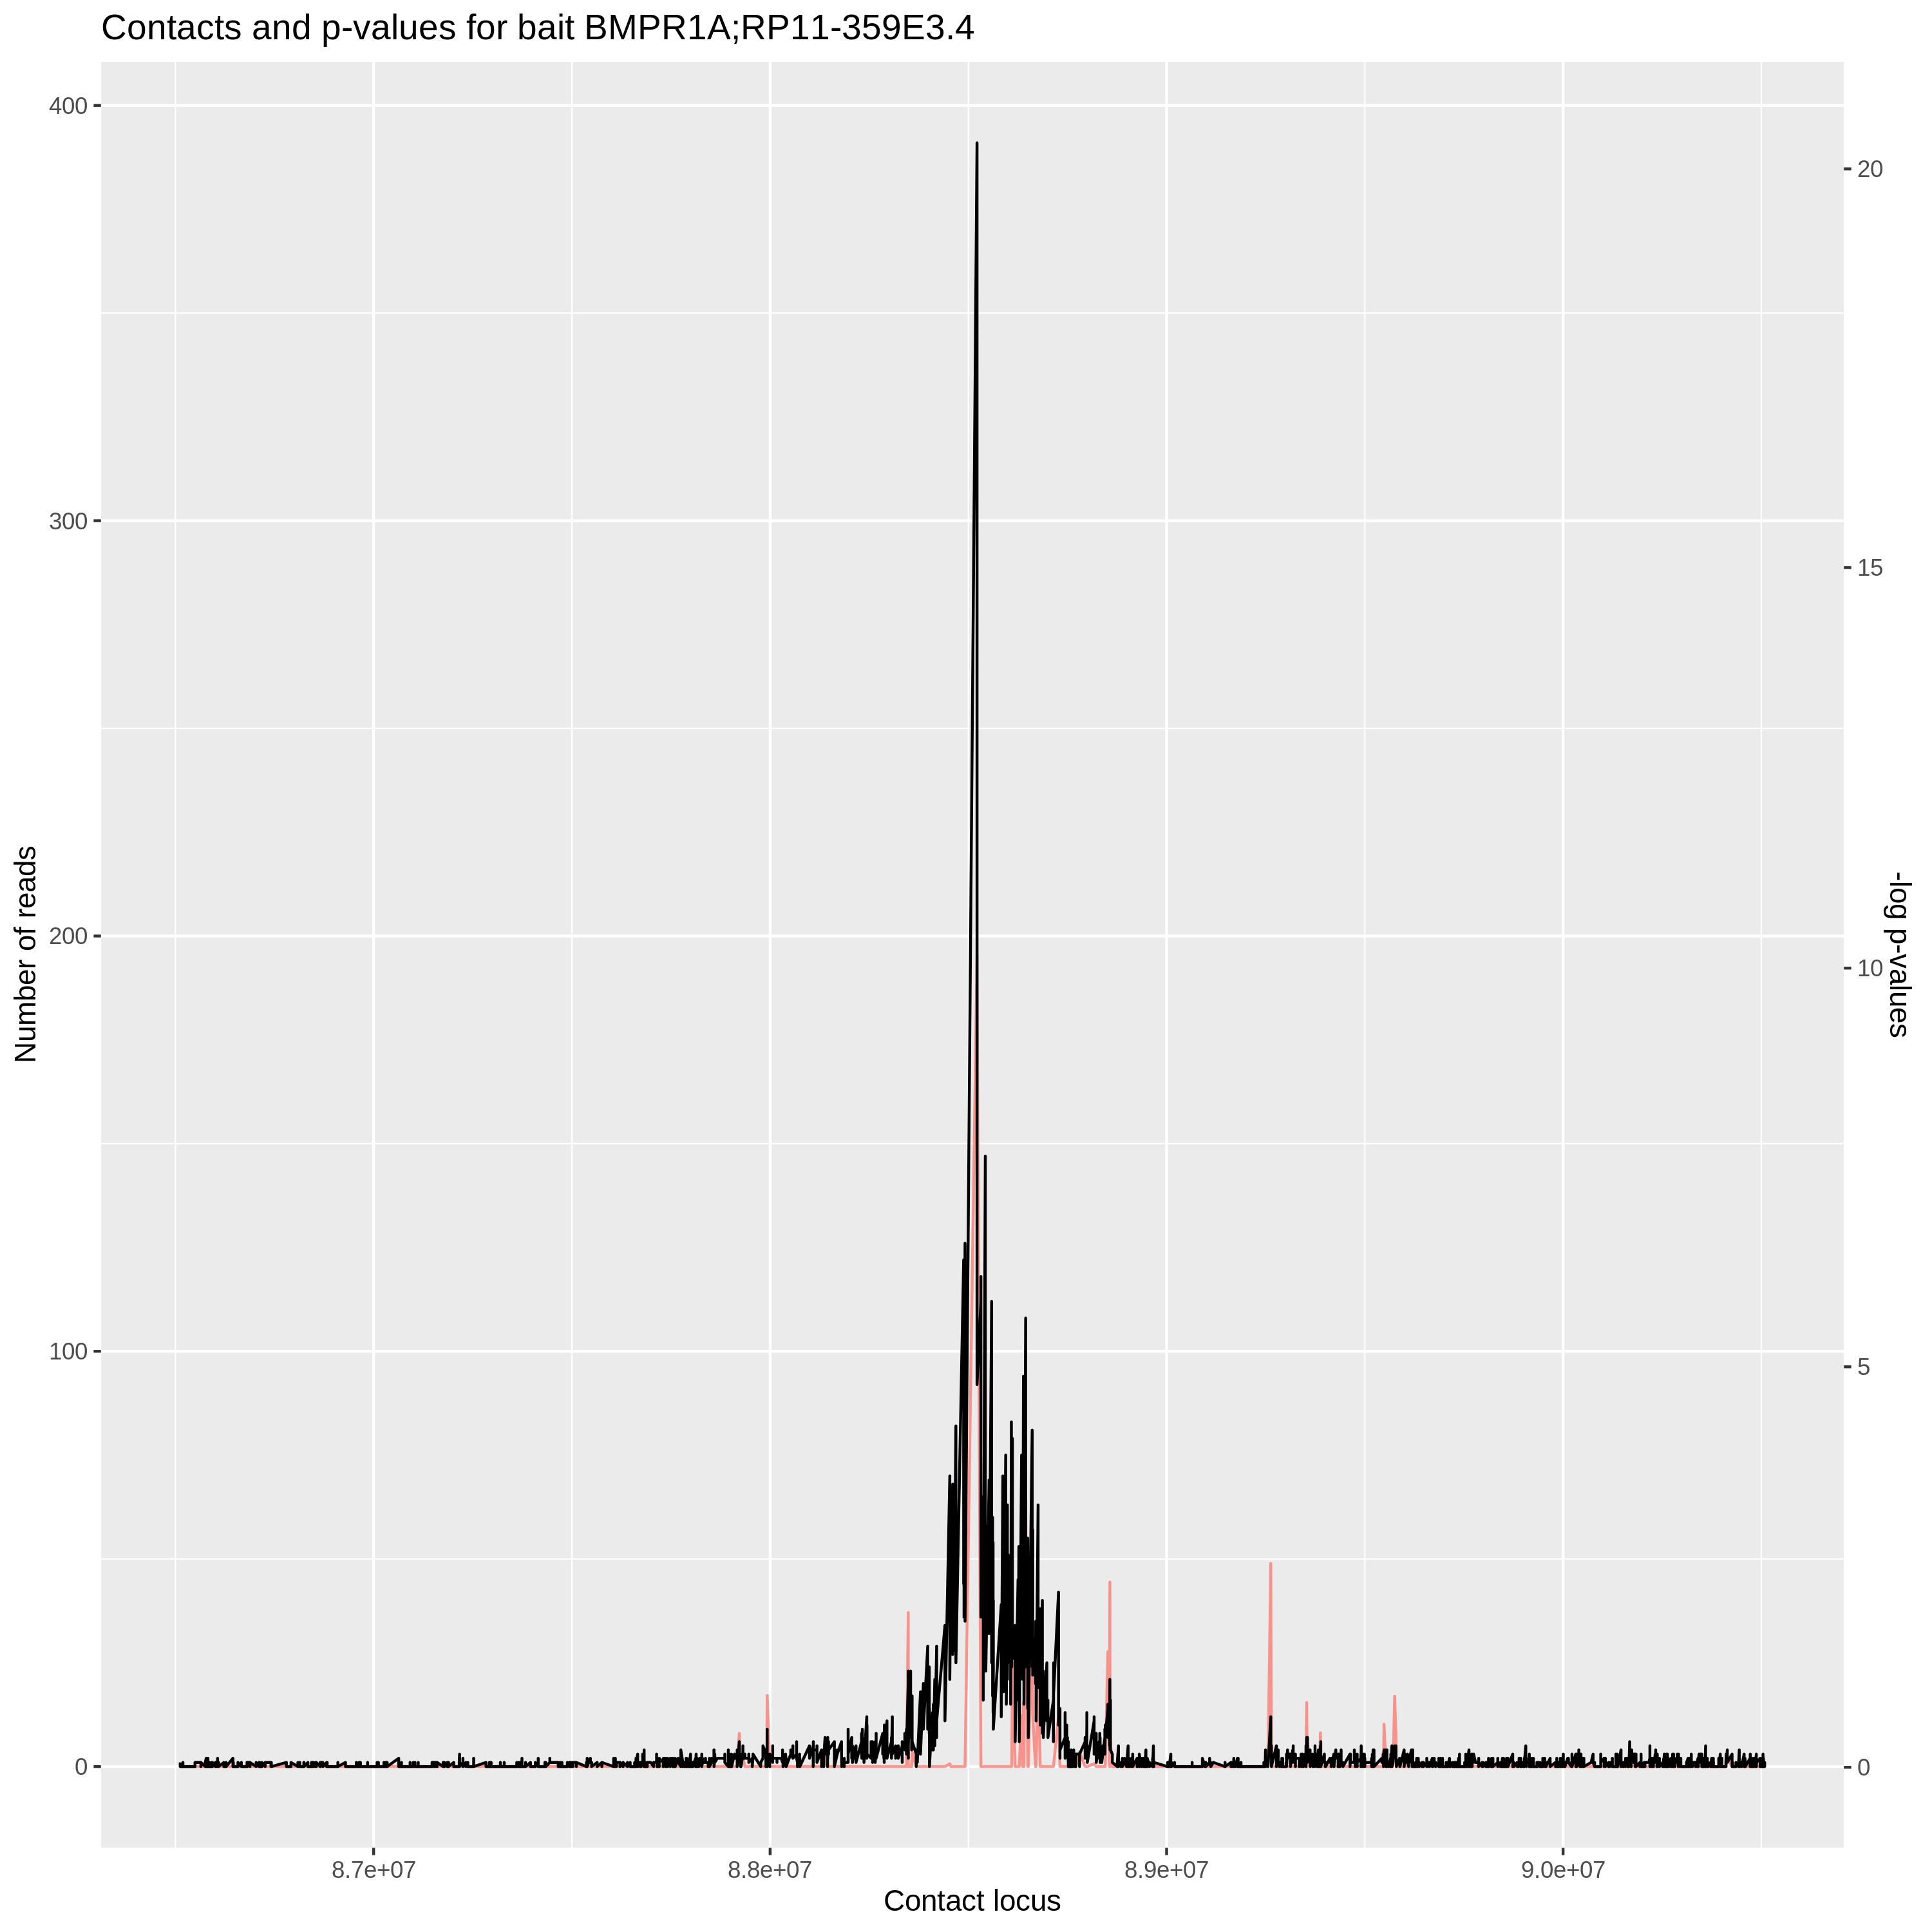 Contacts and p-values for bait BMPR1A;RP11-359E3.4
400
300
200
100
0
Number of reads
20
15
10
5
0
-log p-values
8.7e+07
8.8e+07
8.9e+07
9.0e+07
Contact locus